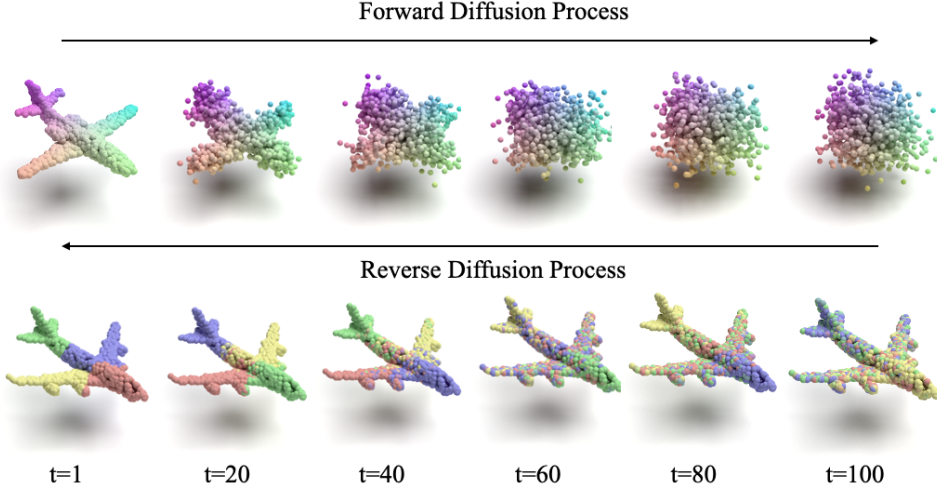 Forward Diffusion Process
Reverse Diffusion Process
t=1 t=20 t=40 t=60 t=80 t=100